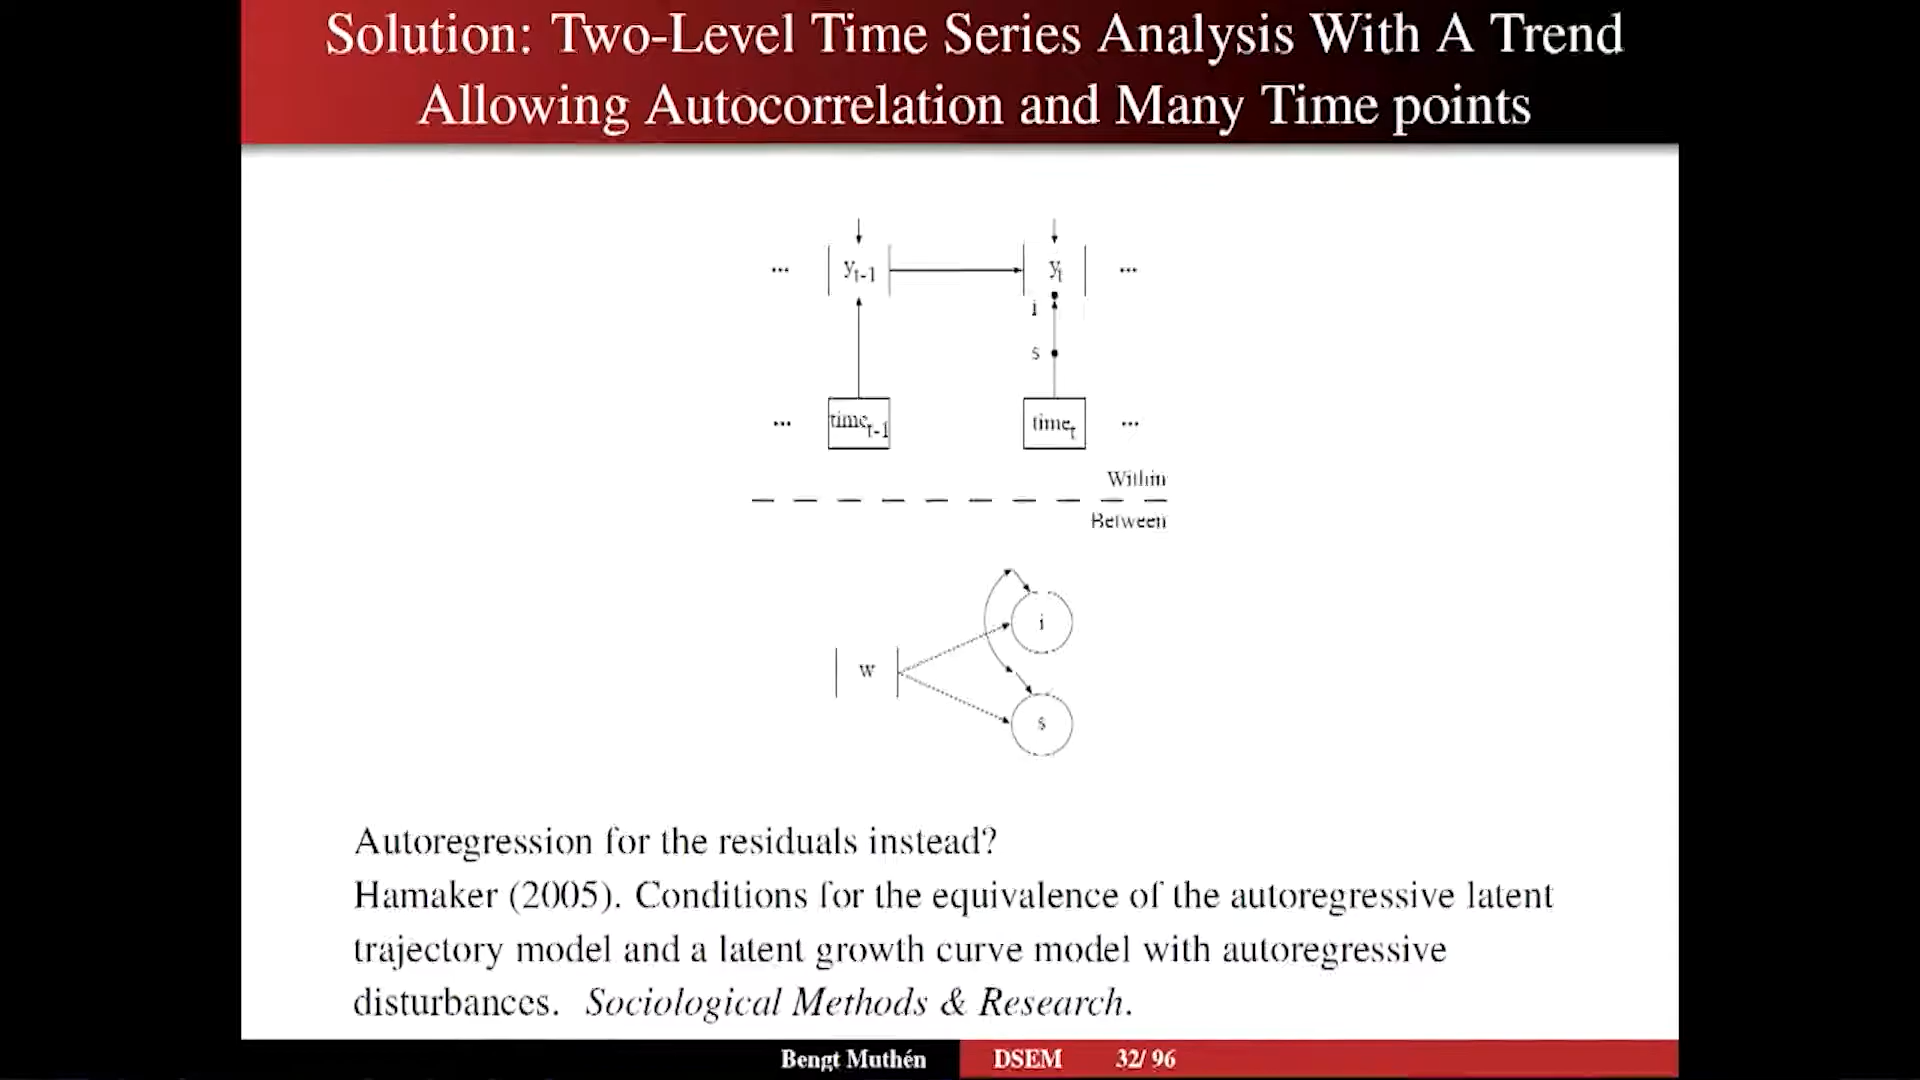 Solution: Two-Level Time Series Analysis With A Trend
Allowing Autocorrelation and Many Time points
... y_t-1 y_t ...
i
s
... time_t-1 time_t ...
Within
Between
i
w
s
Autoregression for the residuals instead?
Hamaker (2005). Conditions for the equivalence of the autoregressive latent
trajectory model and a latent growth curve model with autoregressive
disturbances. Sociological Methods & Research.
Bengt Muthén DSEM 32/ 96